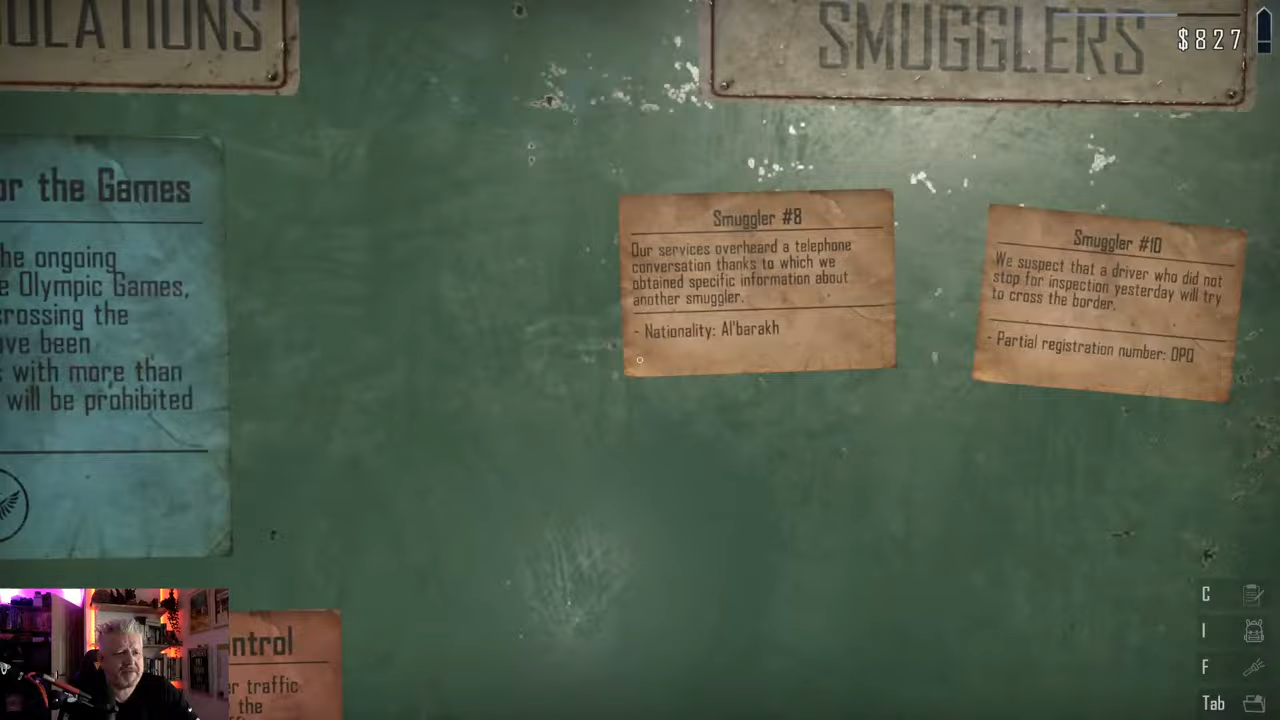 OLATIONS
SMUGGLERS
$827
or the Games
he ongoing
e Olympic Games,
crossing the
ave been
with more than
will be prohibited
Smuggler #8
Our services overheard a telephone
conversation thanks to which we
obtained specific information about
another smuggler.
- Nationality: Al'barakh
Smuggler #10
We suspect that a driver who did not
stop for inspection yesterday will try
to cross the border.
- Partial registration number: DPQ
ntrol
er traffic
the
C
I
F
Tab